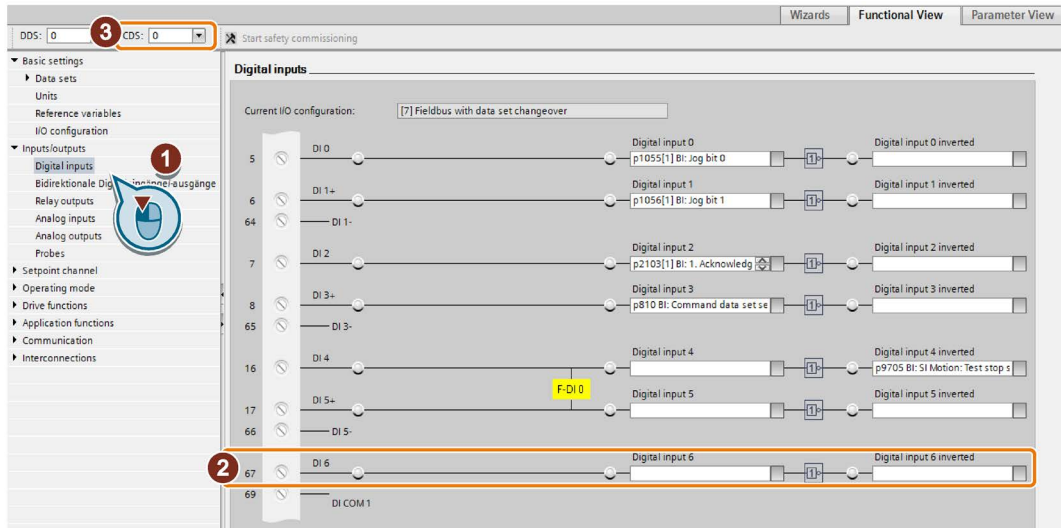 Wizards Functional View Parameter View
DDS: 0 3 CDS: 0 Start safety commissioning
Basic settings
Data sets
Units
Reference variables
I/O configuration
Inputs/outputs
Digital inputs 1
Bidirektionale ausgänge
Relay outputs
Analog inputs
Analog outputs
Probes
Setpoint channel
Operating mode
Drive functions
Application functions
Communication
Interconnections
Digital inputs
Current I/O configuration: [7] Fieldbus with data set changeover
DI 0 Digital input 0 Digital input 0 inverted
5 p1055[1] BI: Jog bit 0 1
DI 1+ Digital input 1 Digital input 1 inverted
6 p1056[1] BI: Jog bit 1 1
64 DI 1-
DI 2 Digital input 2 Digital input 2 inverted
7 p2103[1] BI: 1. Acknowledg 1
DI 3+ Digital input 3 Digital input 3 inverted
8 p810 BI: Command data set se 1
65 DI 3-
DI 4 Digital input 4 Digital input 4 inverted
16 1 p9705 BI: SI Motion: Test stop s
F-DI 0
DI 5+ Digital input 5 Digital input 5 inverted
17 1
66 DI 5-
2 DI 6 Digital input 6 Digital input 6 inverted
67 1
69 DI COM 1